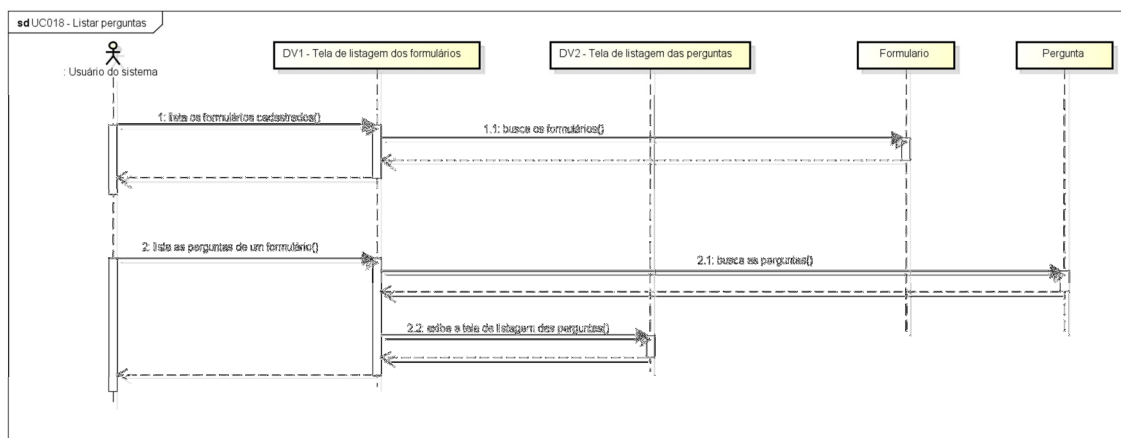 sd UC018 - Listar perguntas
: Usuário do sistema
DV1 - Tela de listagem dos formulários
DV2 - Tela de listagem das perguntas
Formulario
Pergunta
1: lista os formulários cadastrados()
1.1: busca os formulários()
2: lista as perguntas de um formulário()
2.1: busca as perguntas()
2.2: exibe a tela de listagem das perguntas()